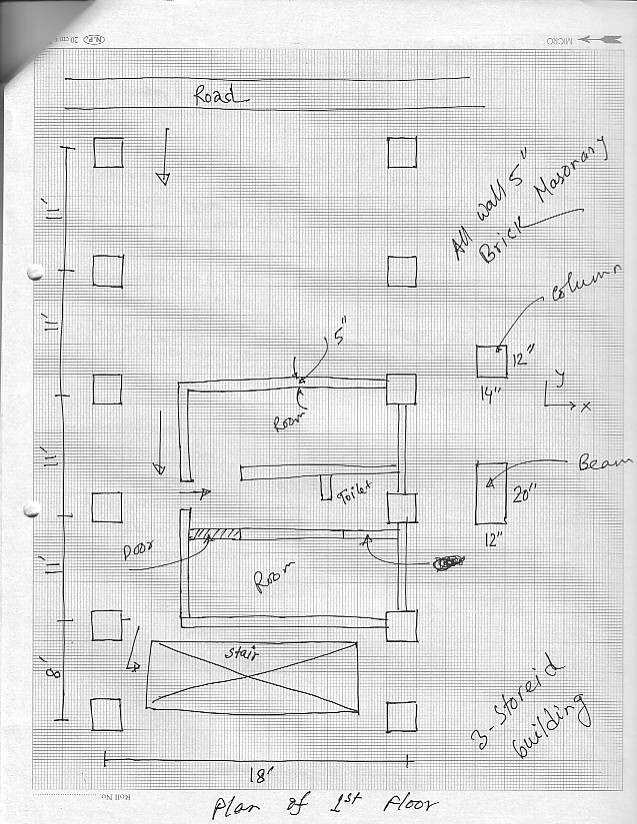 20 cm
N.P.
MICRO
Road
All wall 5"
Brick Masonary
11'
11'
11'
11'
8'
5"
Room
column
12"
14"
y
x
Toilet
Beam
20"
12"
Door
Room
Stair
3-storeid
building
18'
Roll No
Plan of 1st Floor